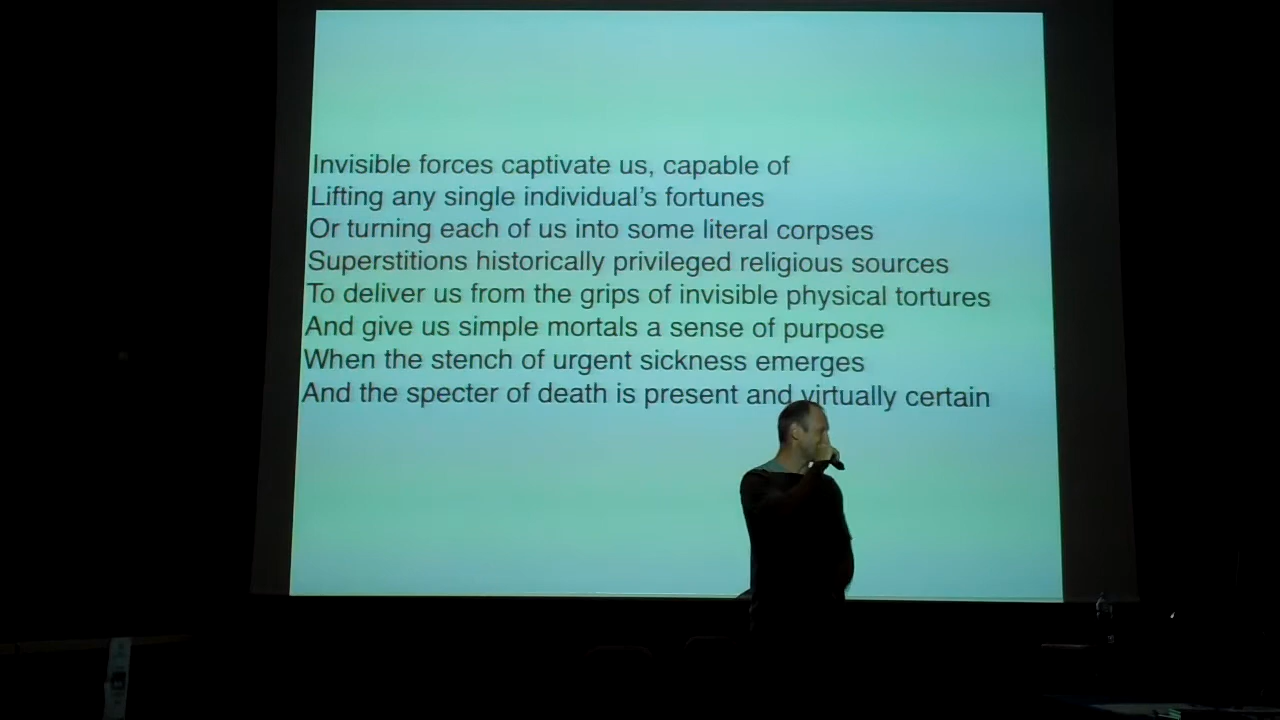 Invisible forces captivate us, capable of
Lifting any single individual’s fortunes
Or turning each of us into some literal corpses
Superstitions historically privileged religious sources
To deliver us from the grips of invisible physical tortures
And give us simple mortals a sense of purpose
When the stench of urgent sickness emerges
And the specter of death is present and virtually certain